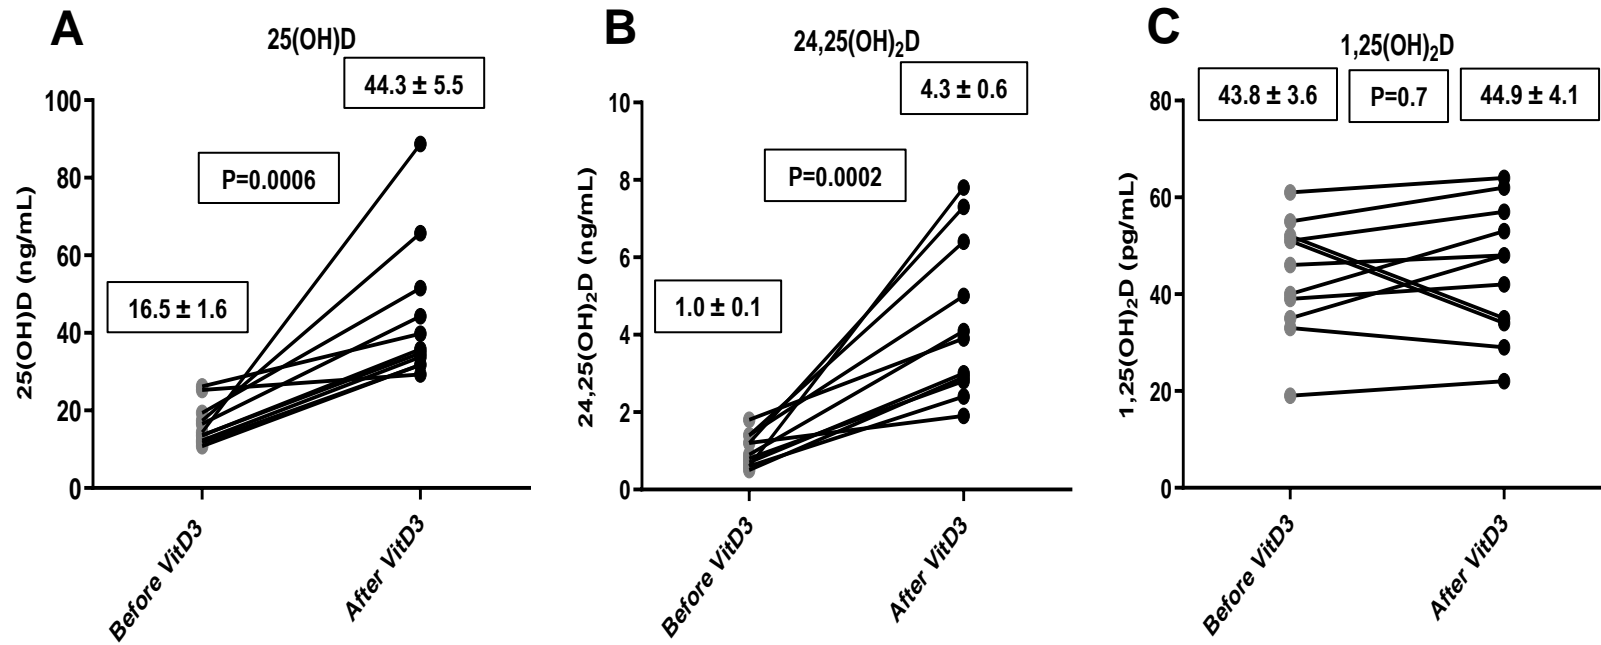 A
25(OH)D
44.3 ± 5.5
P=0.0006
16.5 ± 1.6
25(OH)D (ng/mL)
100
80
60
40
20
0
Before VitD3
After VitD3
B
24,25(OH)₂D
4.3 ± 0.6
P=0.0002
1.0 ± 0.1
24,25(OH)₂D (ng/mL)
10
8
6
4
2
0
Before VitD3
After VitD3
C
1,25(OH)₂D
43.8 ± 3.6
P=0.7
44.9 ± 4.1
1,25(OH)₂D (pg/mL)
80
60
40
20
0
Before VitD3
After VitD3